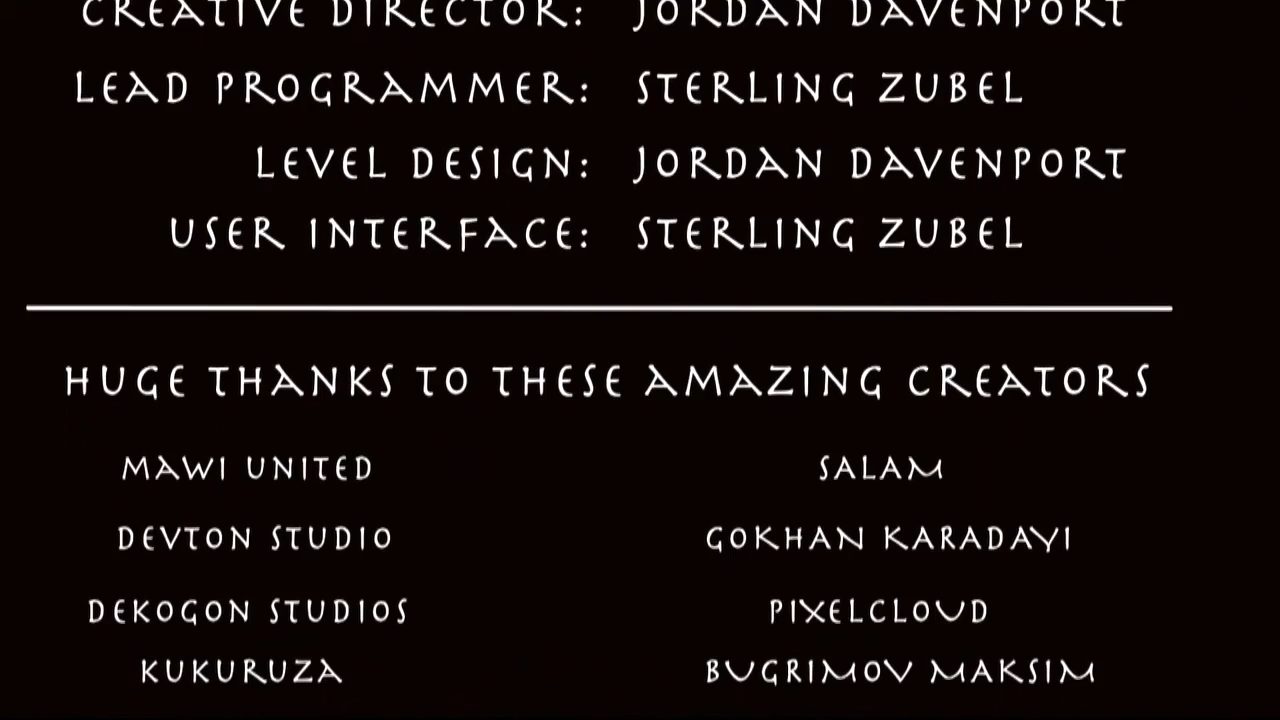 CREATIVE DIRECTOR: JORDAN DAVENPORT
LEAD PROGRAMMER: STERLING ZUBEL
LEVEL DESIGN: JORDAN DAVENPORT
USER INTERFACE: STERLING ZUBEL
HUGE THANKS TO THESE AMAZING CREATORS
MAWI UNITED SALAM
DEVTON STUDIO GOKHAN KARADAYI
DEKOGON STUDIOS PIXELCLOUD
KUKURUZA BUGRIMOV MAKSIM